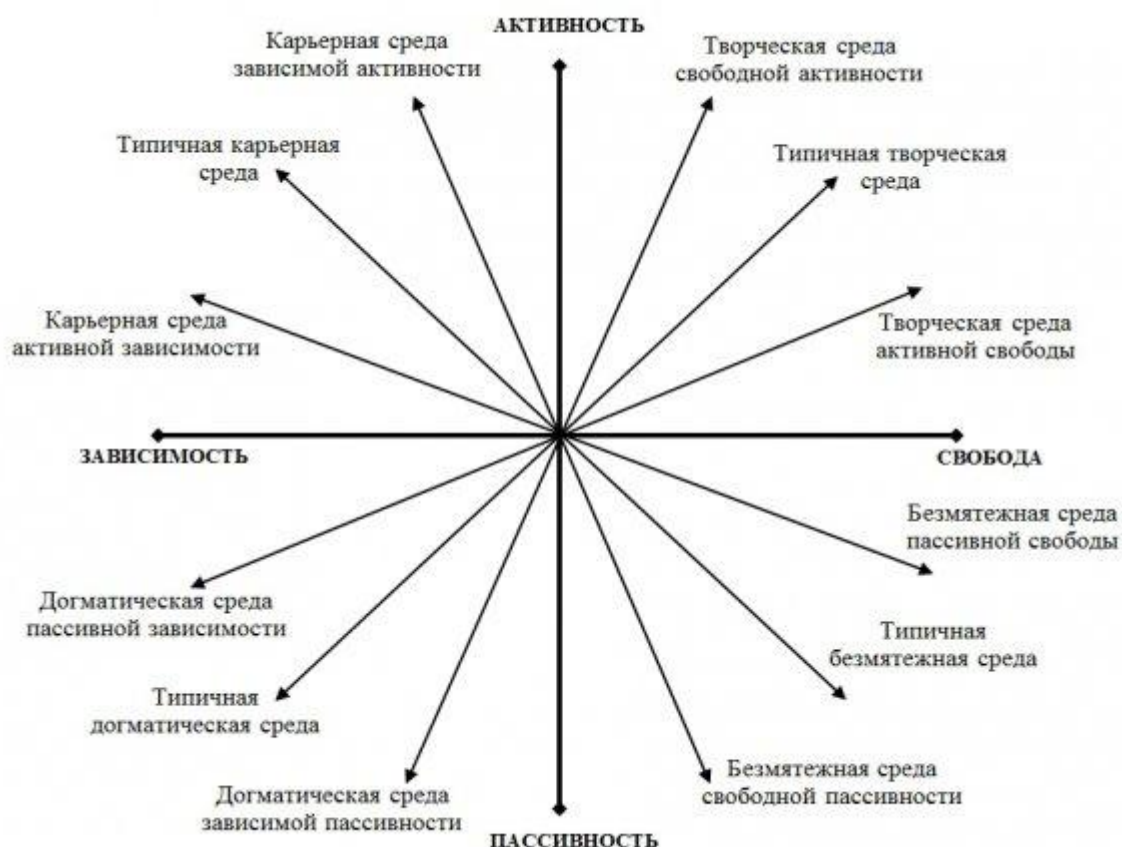 АКТИВНОСТЬ
Карьерная среда
зависимой активности
Творческая среда
свободной активности
Типичная карьерная
среда
Типичная творческая
среда
Карьерная среда
активной зависимости
Творческая среда
активной свободы
ЗАВИСИМОСТЬ
СВОБОДА
Безмятежная среда
пассивной свободы
Догматическая среда
пассивной зависимости
Типичная
безмятежная среда
Типичная
догматическая среда
Безмятежная среда
свободной пассивности
Догматическая среда
зависимой пассивности
ПАССИВНОСТЬ